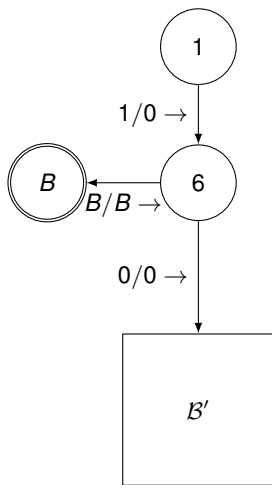 1
1/0 →
B
6
B/B →
0/0 →
ℬ′